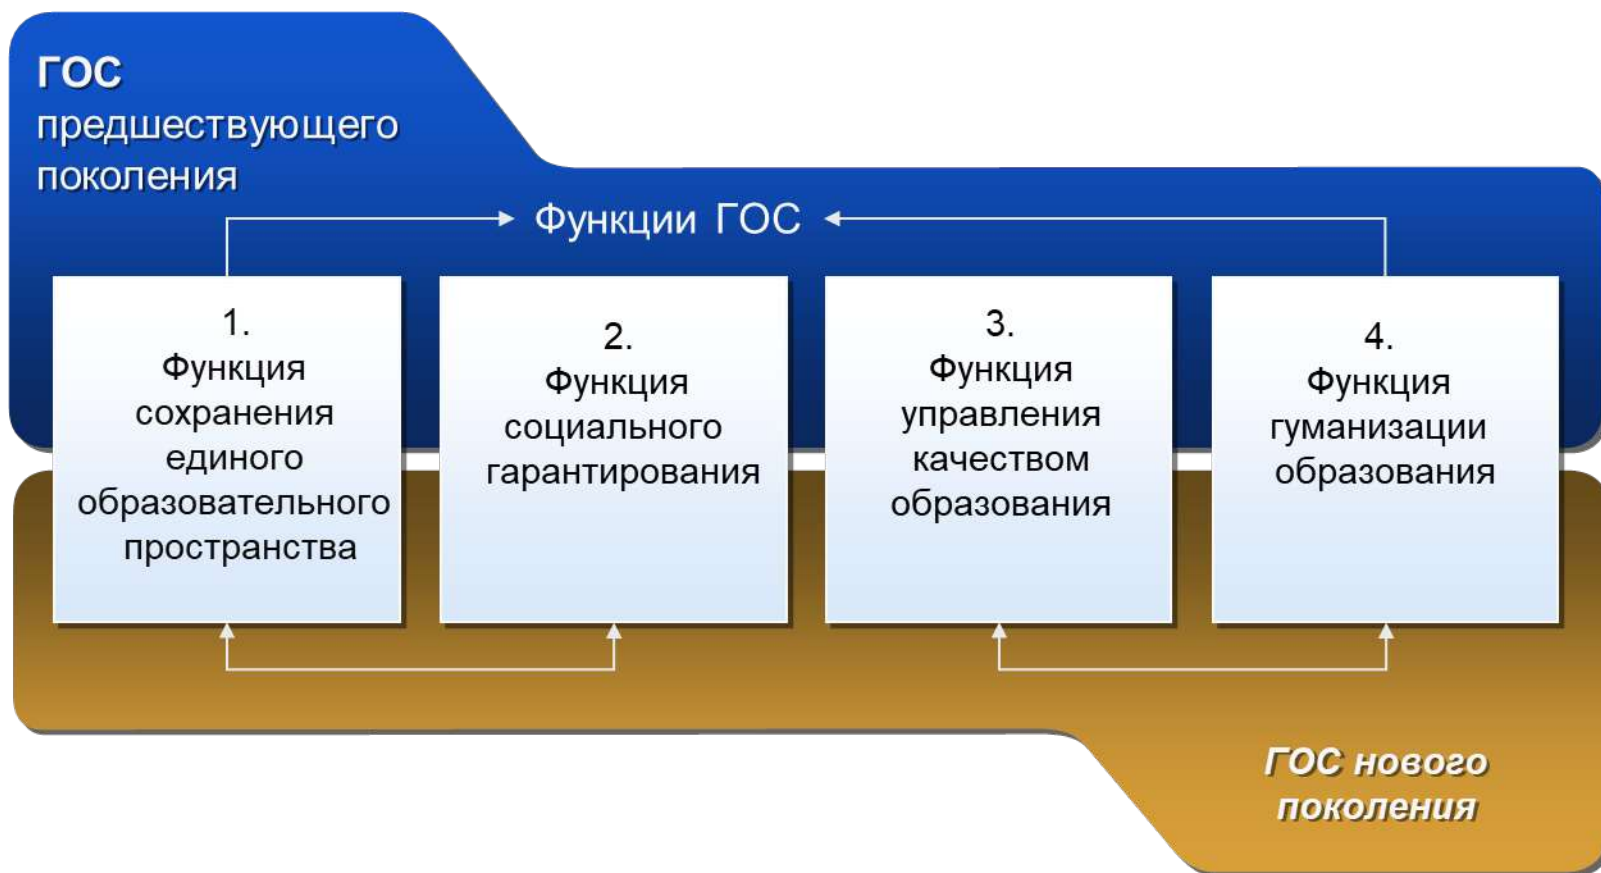 ГОС
предшествующего
поколения
Функции ГОС
1.
Функция
сохранения
единого
образовательного
пространства
2.
Функция
социального
гарантирования
3.
Функция
управления
качеством
образования
4.
Функция
гуманизации
образования
ГОС нового
поколения